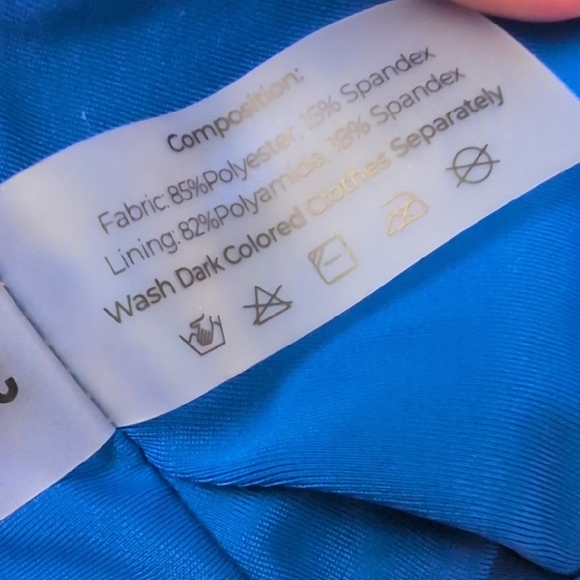 Composition:
Fabric: 85%Polyester, 15% Spandex
Lining: 82%Polyamide, 18% Spandex
Wash Dark Colored Clothes Separately